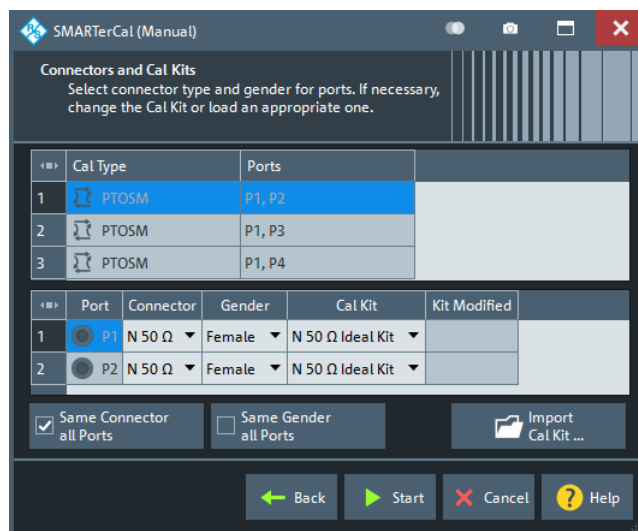 SMARTerCal (Manual)
Connectors and Cal Kits
Select connector type and gender for ports. If necessary,
change the Cal Kit or load an appropriate one.
Cal Type Ports
1 PTOSM P1, P2
2 PTOSM P1, P3
3 PTOSM P1, P4
Port Connector Gender Cal Kit Kit Modified
1 P1 N 50 Ω Female N 50 Ω Ideal Kit
2 P2 N 50 Ω Female N 50 Ω Ideal Kit
Same Connector
all Ports
Same Gender
all Ports
Import
Cal Kit ...
Back Start Cancel ? Help